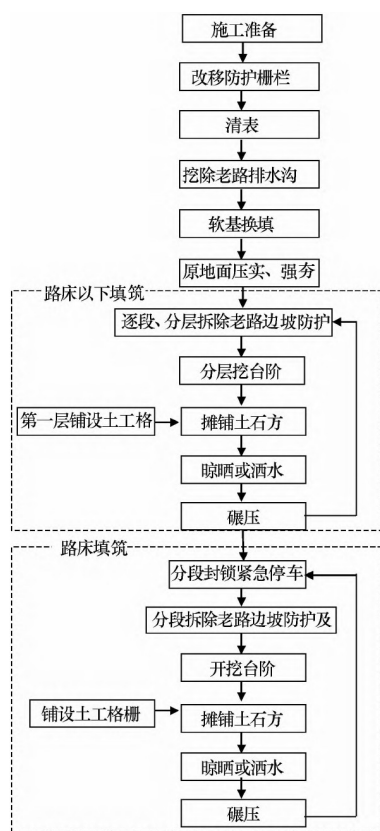 施工准备
改移防护栅栏
清表
挖除老路排水沟
软基换填
原地面压实、强夯
路床以下填筑
逐段、分层拆除老路边坡防护
分层挖台阶
第一层铺设土工格
摊铺土石方
晾晒或洒水
碾压
路床填筑
分段封锁紧急停车
分段拆除老路边坡防护及
开挖台阶
铺设土工格栅
摊铺土石方
晾晒或洒水
碾压